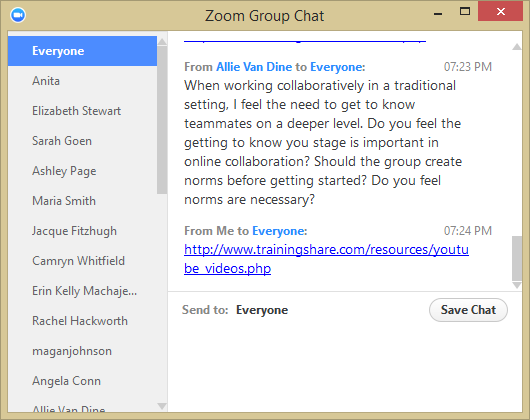 Zoom Group Chat
Everyone
Anita
Elizabeth Stewart
Sarah Goen
Ashley Page
Maria Smith
Jacque Fitzhugh
Camryn Whitfield
Erin Kelly Machaje...
Rachel Hackworth
maganjohnson
Angela Conn
Allie Van Dine
From Allie Van Dine to Everyone: 07:23 PM
When working collaboratively in a traditional
setting, I feel the need to get to know
teammates on a deeper level. Do you feel the
getting to know you stage is important in
online collaboration? Should the group create
norms before getting started? Do you feel
norms are necessary?
From Me to Everyone: 07:24 PM
http://www.trainingshare.com/resources/youtu
be_videos.php
Send to: Everyone
Save Chat